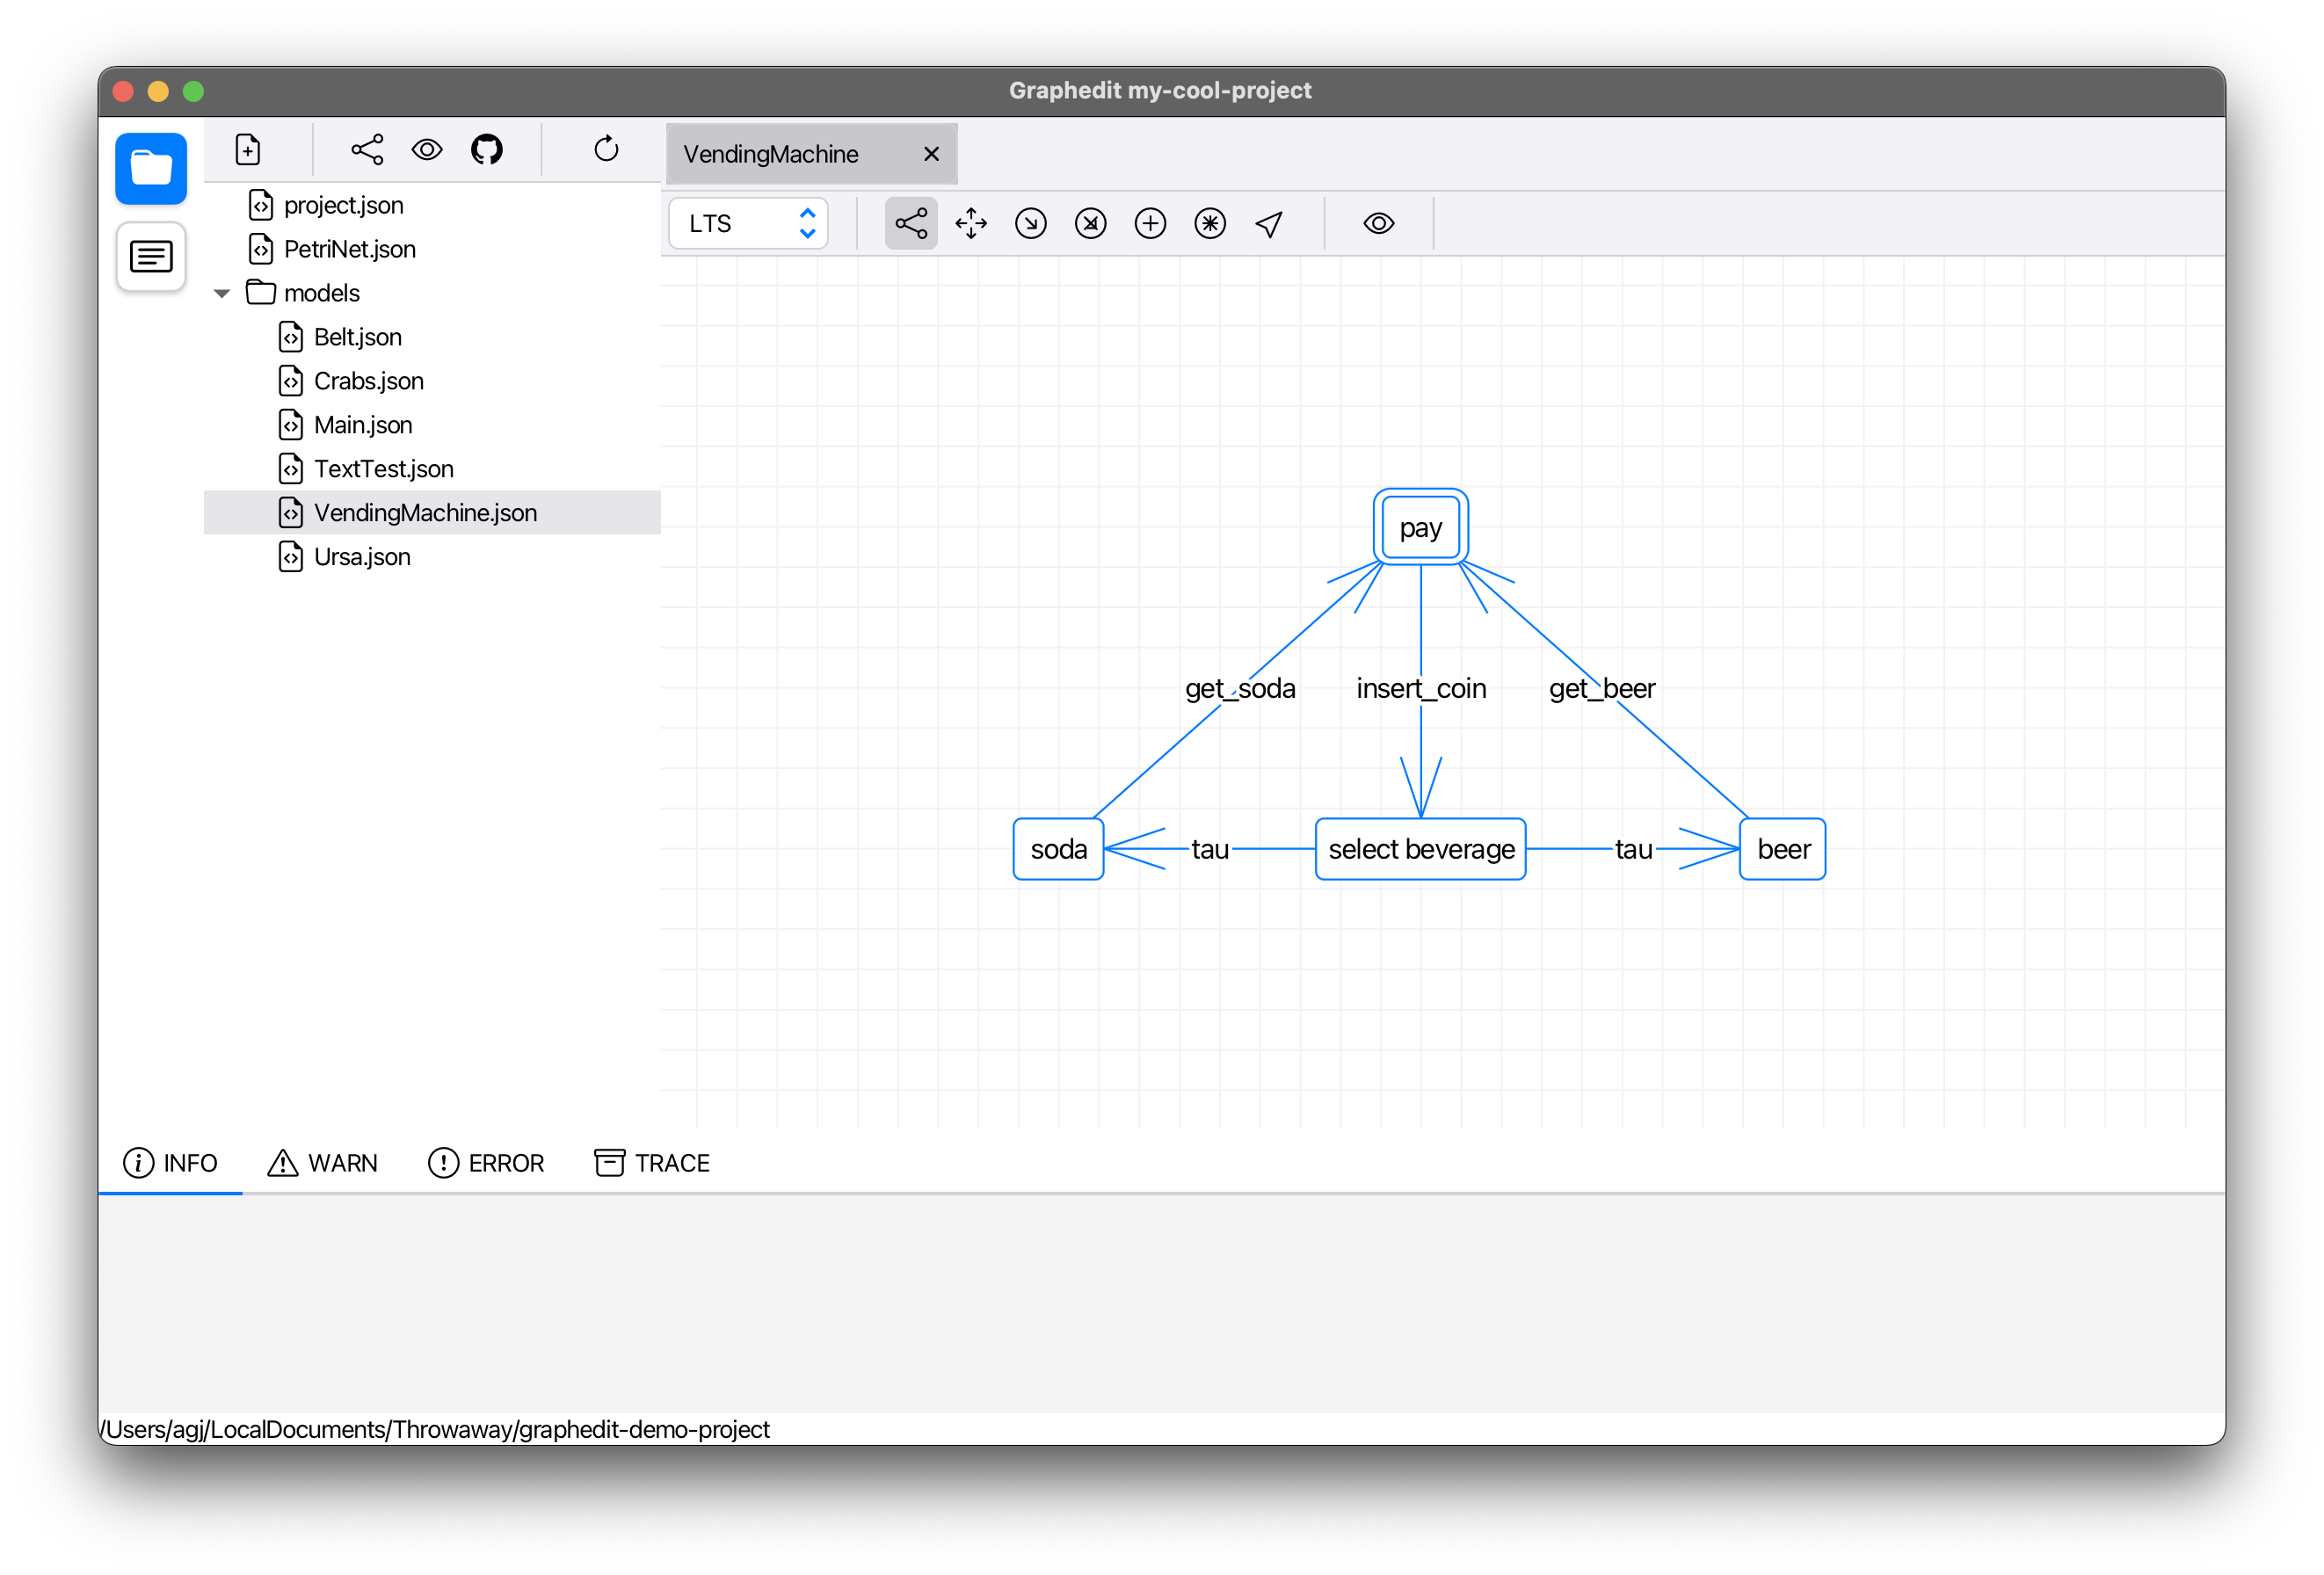 Graphedit my-cool-project
VendingMachine
project.json
PetriNet.json
models
Belt.json
Crabs.json
Main.json
TextTest.json
VendingMachine.json
Ursa.json
LTS
pay
get_soda
insert_coin
get_beer
soda
tau
select beverage
tau
beer
INFO
WARN
ERROR
TRACE
/Users/agj/LocalDocuments/Throwaway/graphedit-demo-project